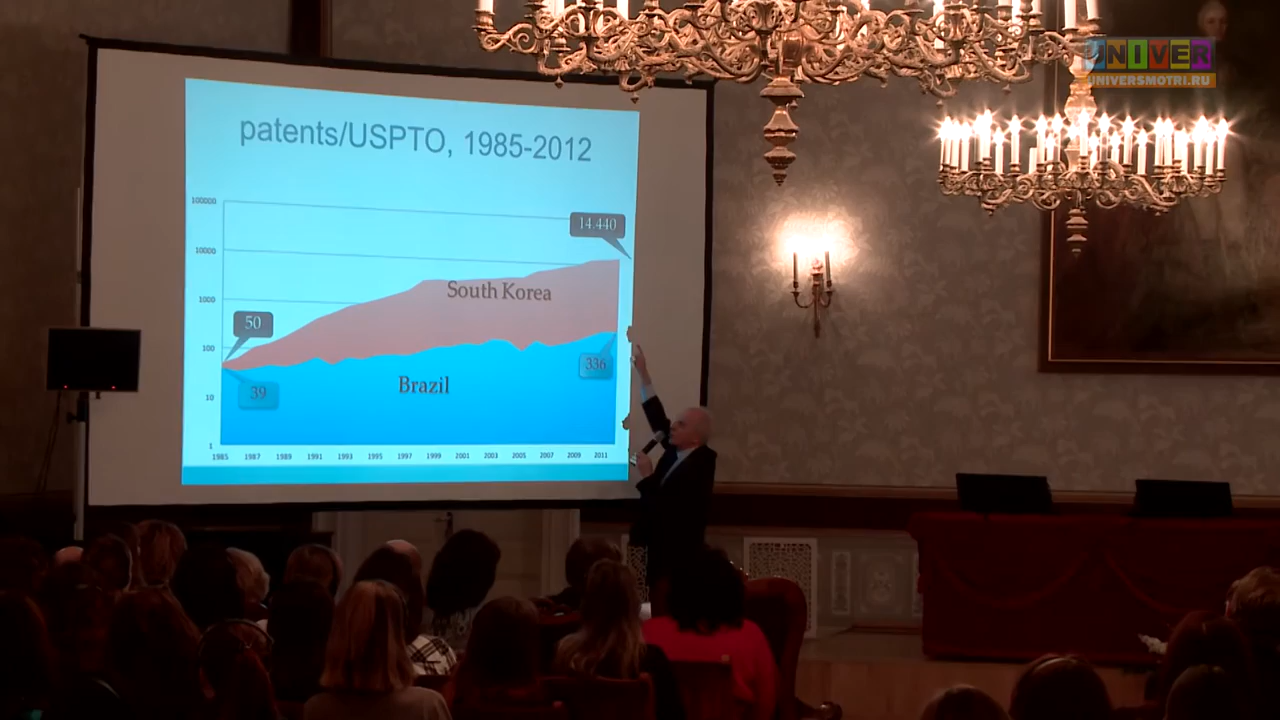 UNIVER
UNIVERSMOTRI.RU
patents/USPTO, 1985-2012
100000
10000
1000
100
10
1
14.440
South Korea
50
336
39
Brazil
1985 1987 1989 1991 1993 1995 1997 1999 2001 2003 2005 2007 2009 2011